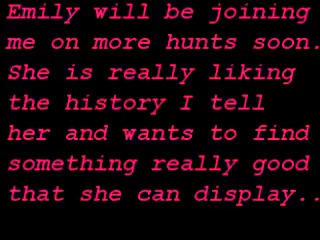 Emily will be joining
me on more hunts soon.
She is really liking
the history I tell
her and wants to find
something really good
that she can display..